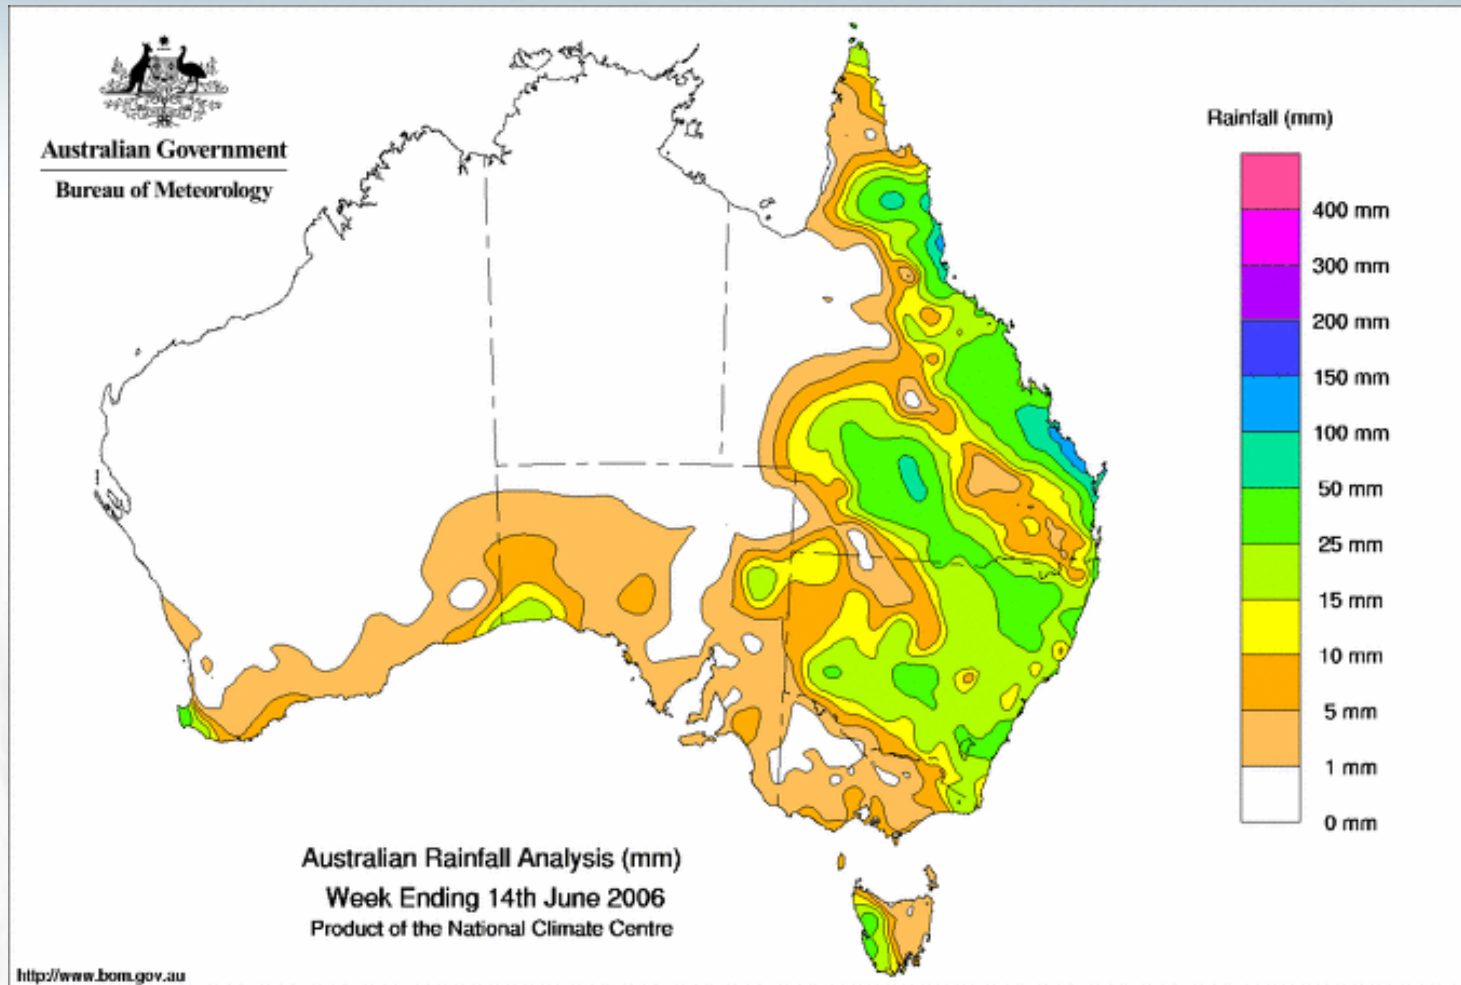 Australian Government
Bureau of Meteorology
Rainfall (mm)
400 mm
300 mm
200 mm
150 mm
100 mm
50 mm
25 mm
15 mm
10 mm
5 mm
1 mm
0 mm
Australian Rainfall Analysis (mm)
Week Ending 14th June 2006
Product of the National Climate Centre
http://www.bom.gov.au